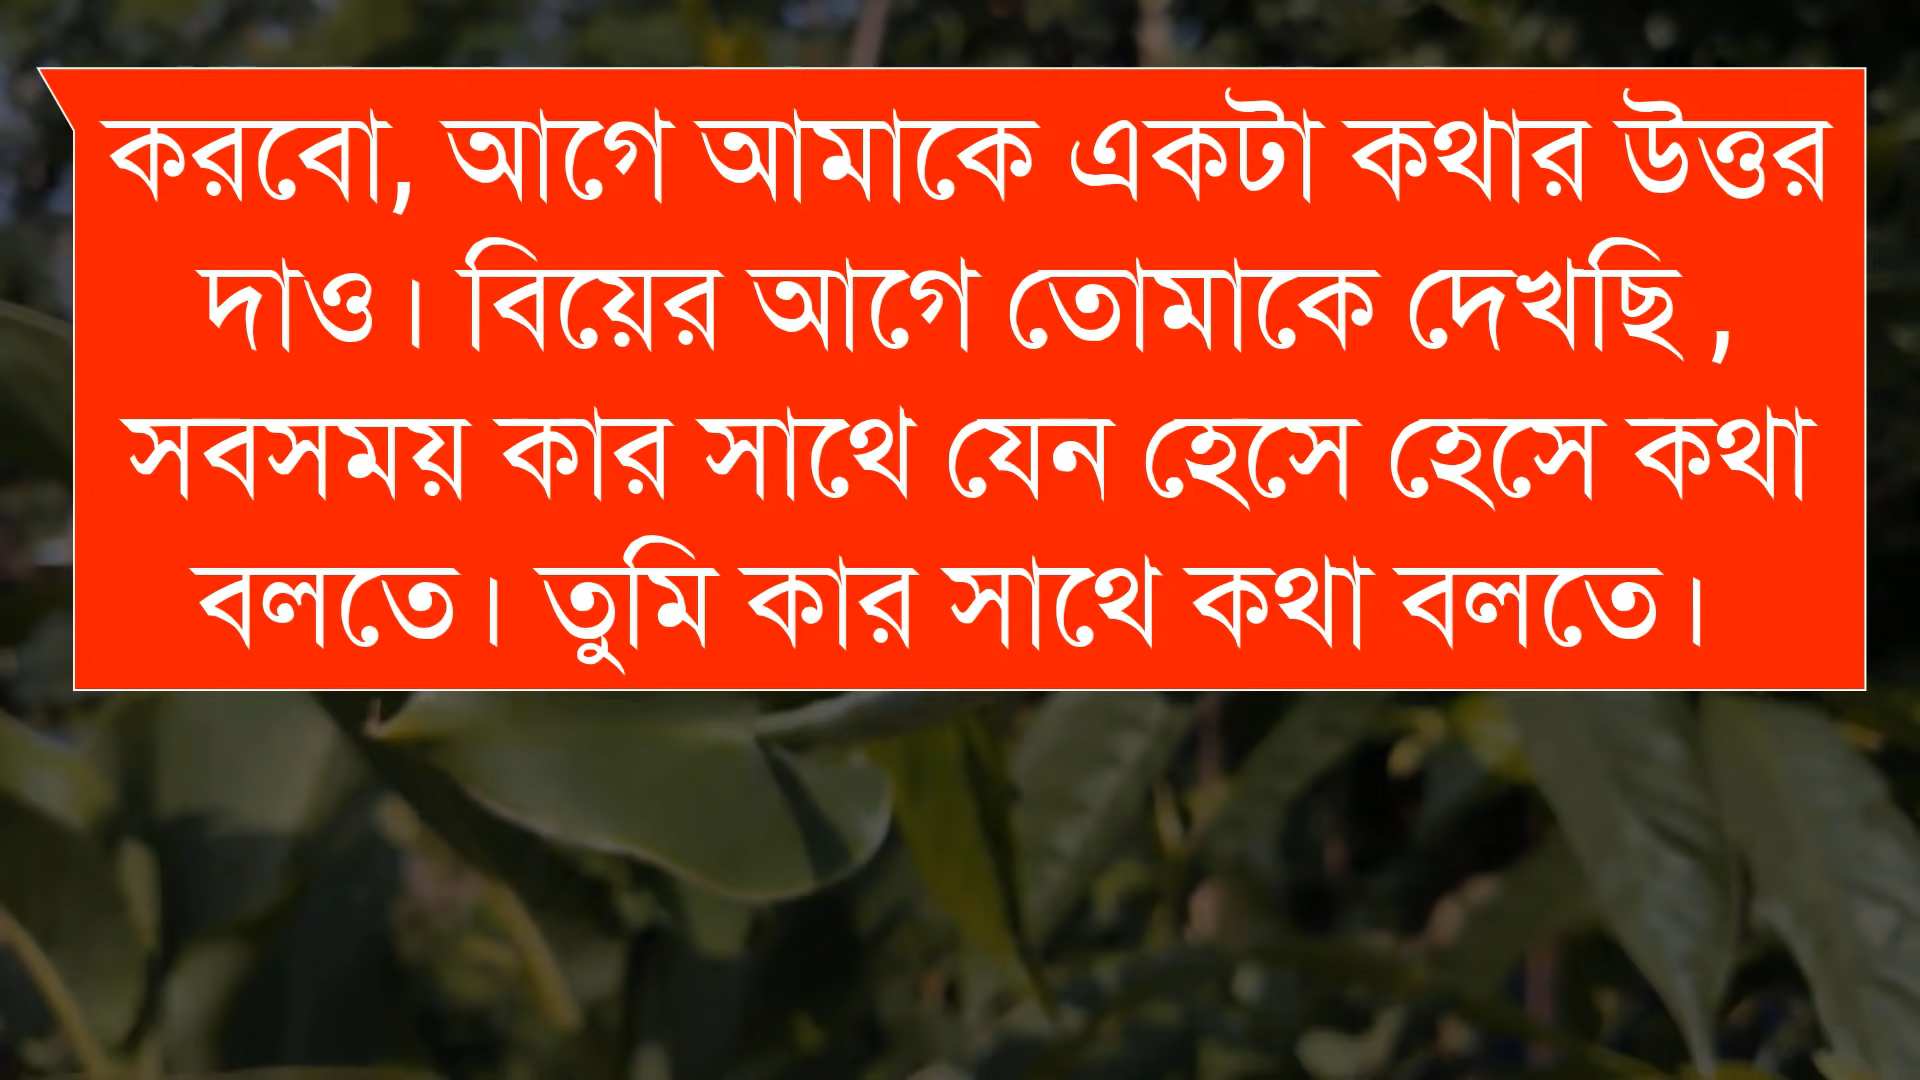 করবো, আগে আমাকে একটা কথার উত্তর
দাও। বিয়ের আগে তোমাকে দেখছি ,
সবসময় কার সাথে যেন হেসে হেসে কথা
বলতে। তুমি কার সাথে কথা বলতে।